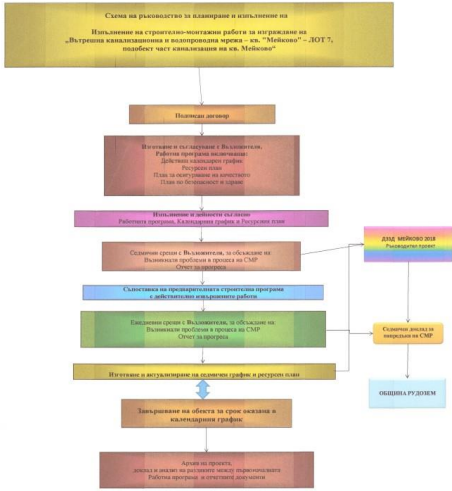 Схема на ръководство за планиране и изпълнение на
Изпълнение на строително-монтажни работи за изграждане на
„Вътрешна канализационна и водопроводна мрежа – кв. "Мейково" – ЛОТ 7,
подобект част канализация на кв. Мейково“
Подписан договор
Изготвяне и съгласуване с Възложителя,
Работна програма включваща:
Действащ календарен график
Ресурсен план
План за осигуряване на качеството
План по безопасност и здраве
Изпълнение и дейности съгласно
Работната програма, Календарния график и Ресурсния план
Седмични срещи с Възложителя, за обсъждане на:
Възникнали проблеми в процеса на СМР
Отчет за прогреса
ДЗЗД МЕЙКОВО 2018
Ръководител проект
Съпоставка на предварителната строителна програма
с действително извършените работи
Ежедневни срещи с Възложителя, за обсъждане на:
Възникнали проблеми в процеса на СМР
Отчет за прогреса
Седмичен доклад за
напредъка на СМР
Изготвяне и актуализиране на седмичен график и ресурсен план
ОБЩИНА РУДОЗЕМ
Завършване на обекта за срок указан в
календарния график
Архив на проекта,
доклад и анализ на разликите между първоначалната
Работна програма и отчетните документи